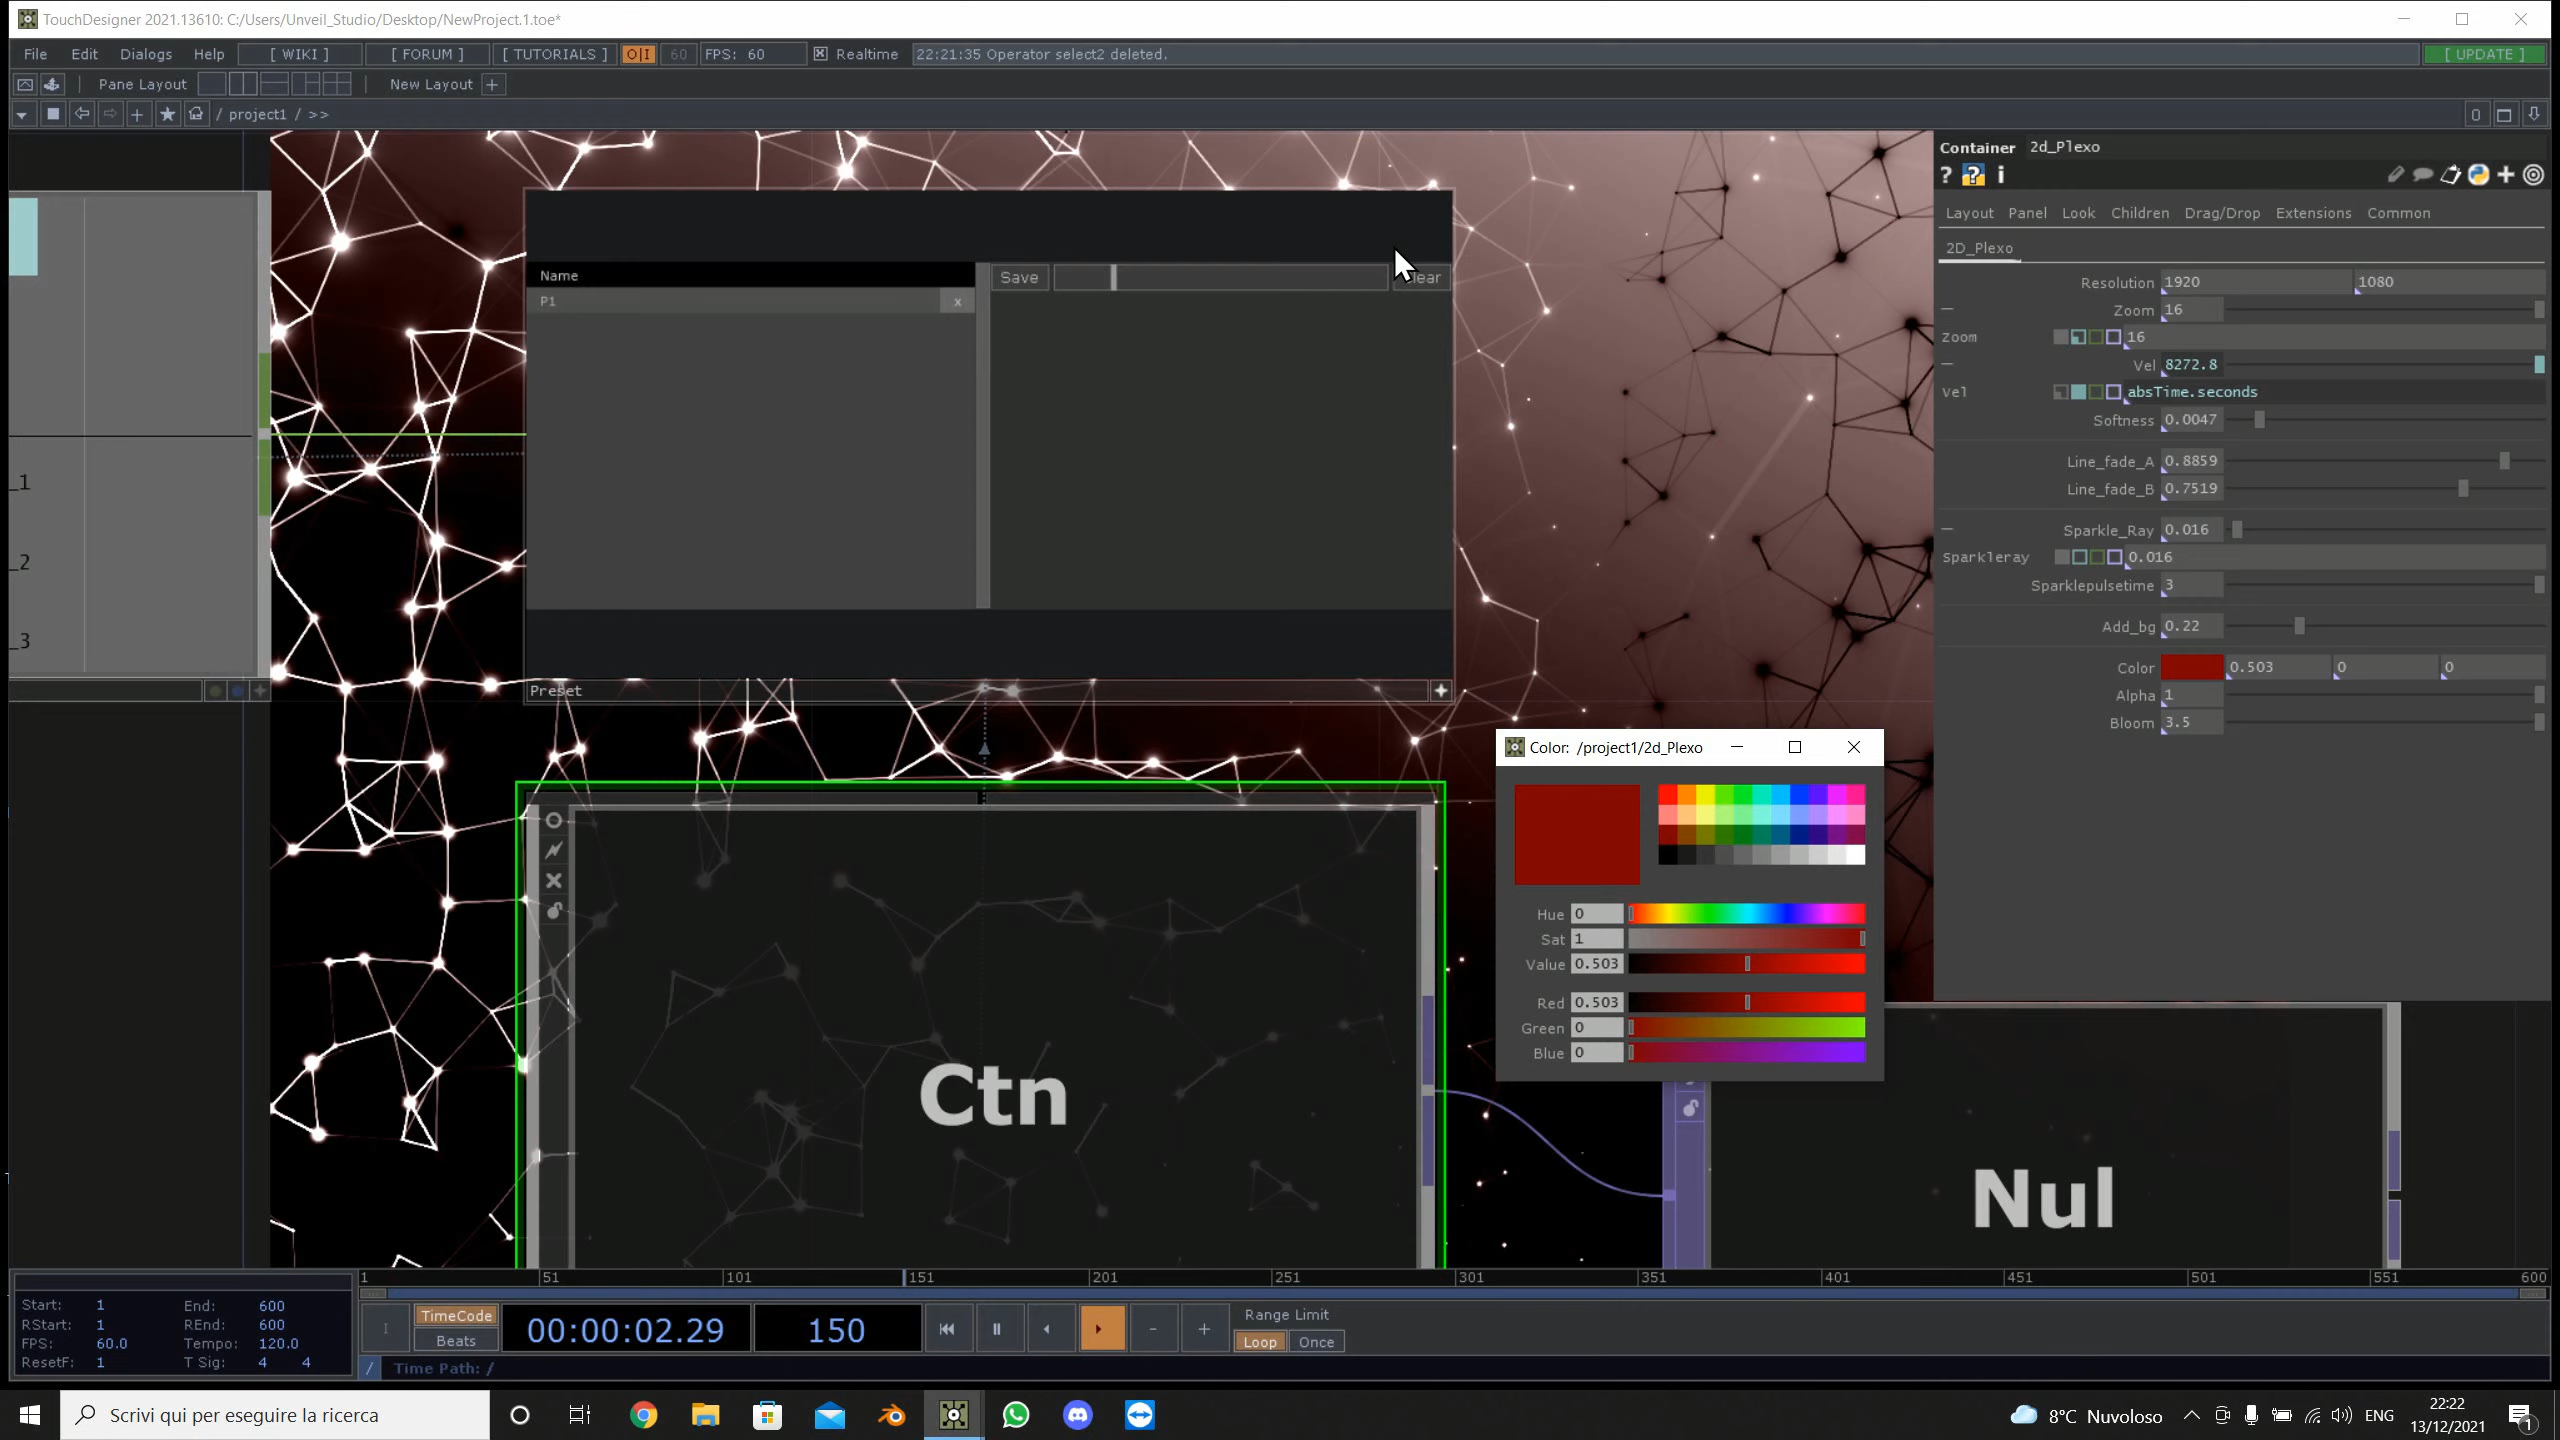 TouchDesigner 2021.13610: C:/Users/Unveil_Studio/Desktop/NewProject.1.toe*
File Edit Dialogs Help [ WIKI ] [ FORUM ] [ TUTORIALS ] O|I 60 FPS: 60 Realtime 22:21:35 Operator select2 deleted. [ UPDATE ]
Pane Layout New Layout +
/ project1 / >> 0
Container 2d_Plexo
Layout Panel Look Children Drag/Drop Extensions Common
2D_Plexo
Resolution 1920 1080
Zoom 16
Zoom 16
Vel 8272.8
Vel absTime.seconds
Softness 0.0047
Line_fade_A 0.8859
Line_fade_B 0.7519
Sparkle_Ray 0.016
Sparkleray 0.016
Sparklepulsetime 3
Add_bg 0.22
Color 0.503 0 0
Alpha 1
Bloom 3.5
Name
P1 x
Save
Preset
_1
_2
_3
Color: /project1/2d_Plexo
Hue 0
Sat 1
Value 0.503
Red 0.503
Green 0
Blue 0
Ctn
Nul
1 51 101 151 201 251 301 351 401 451 501 551 600
Start: 1 End: 600
RStart: 1 REnd: 600
FPS: 60.0 Tempo: 120.0
ResetF: 1 T Sig: 4 4
TimeCode
Beats
00:00:02.29
150
Range Limit
Loop Once
/ Time Path: /
Scrivi qui per eseguire la ricerca
8°C Nuvoloso
ENG
22:22
13/12/2021
1